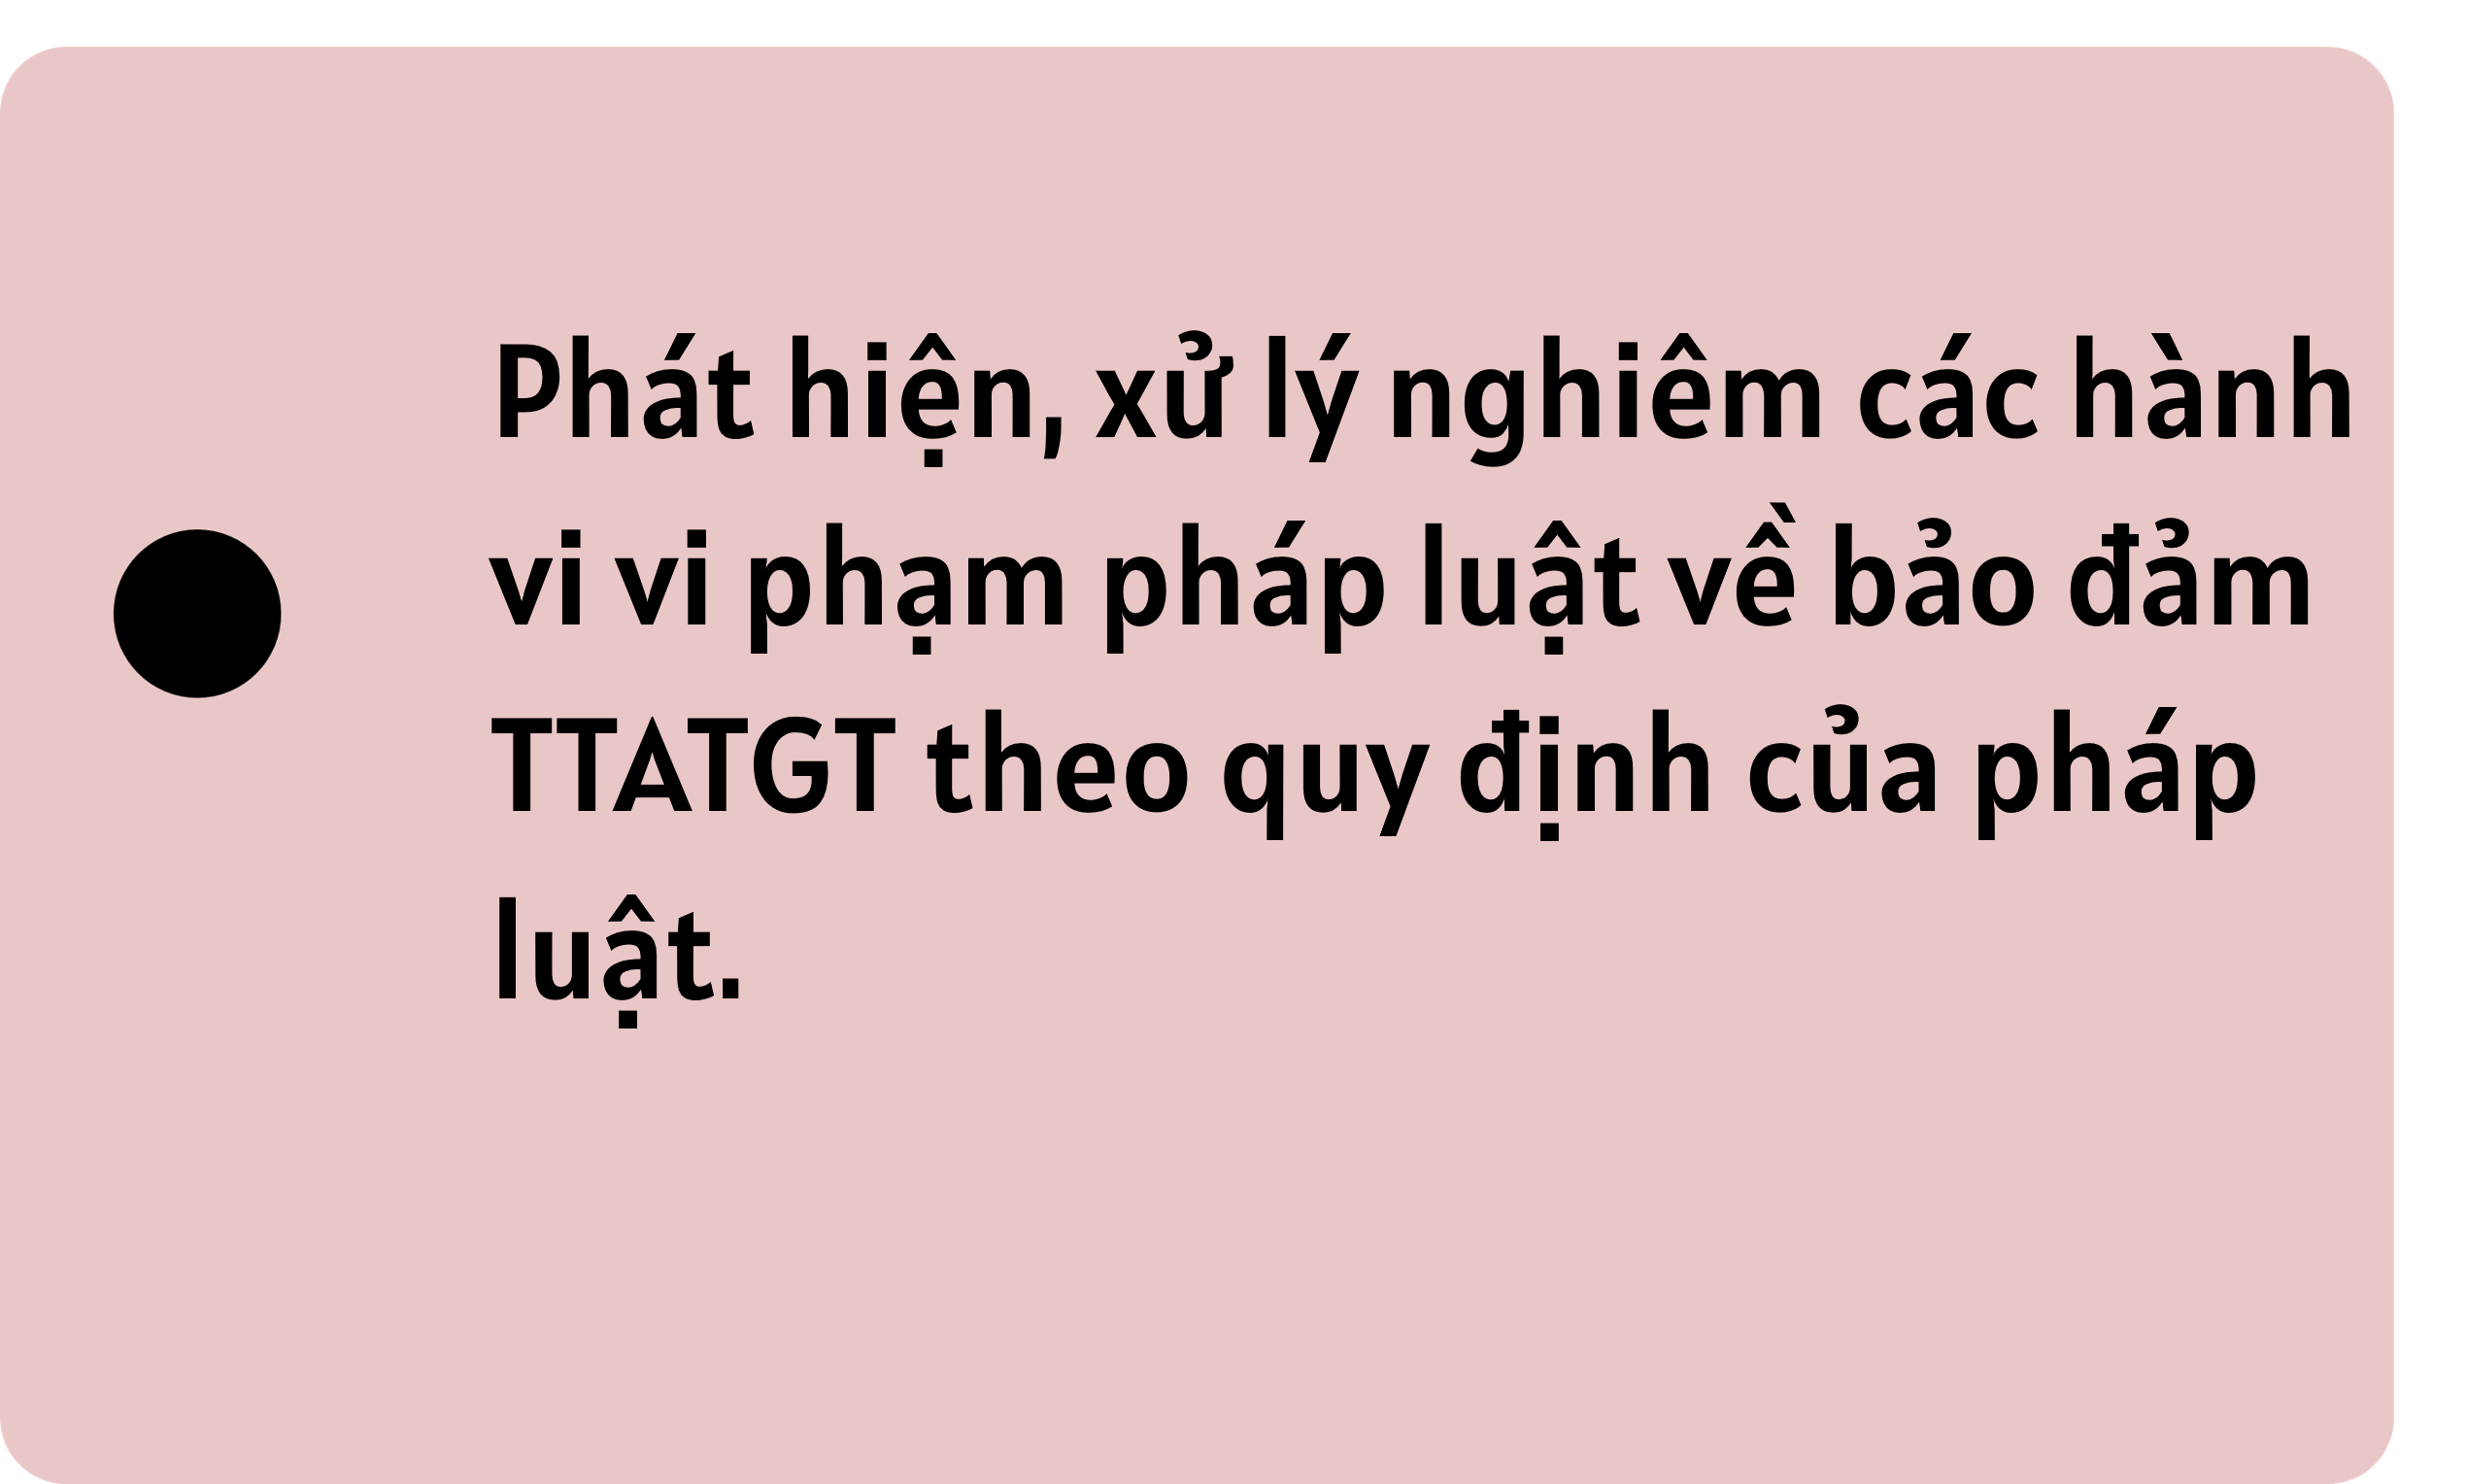 Phát hiện, xử lý nghiêm các hành
vi vi phạm pháp luật về bảo đảm
TTATGT theo quy định của pháp
luật.